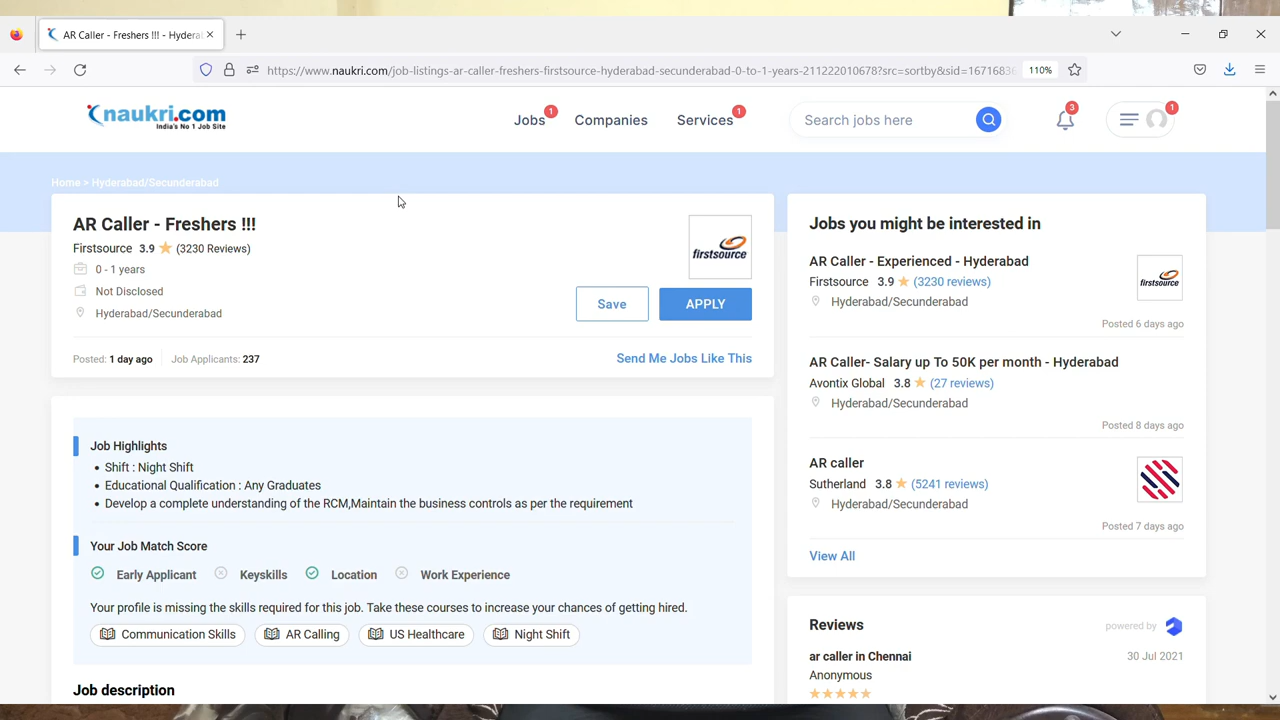 AR Caller - Freshers !!! - Hydera
https://www.naukri.com/job-listings-ar-caller-freshers-firstsource-hyderabad-secunderabad-0-to-1-years-211222010678?src=sortby&sid=1671683
110%
naukri.com
India's No 1 Job Site
Jobs 1
Companies
Services 1
Search jobs here
3
1
Home > Hyderabad/Secunderabad
AR Caller - Freshers !!!
Firstsource 3.9 (3230 Reviews)
firstsource
0 - 1 years
Not Disclosed
Hyderabad/Secunderabad
Save
APPLY
Posted: 1 day ago
Job Applicants: 237
Send Me Jobs Like This
Job Highlights
• Shift : Night Shift
• Educational Qualification : Any Graduates
• Develop a complete understanding of the RCM,Maintain the business controls as per the requirement
Your Job Match Score
Early Applicant
Keyskills
Location
Work Experience
Your profile is missing the skills required for this job. Take these courses to increase your chances of getting hired.
Communication Skills
AR Calling
US Healthcare
Night Shift
Job description
Jobs you might be interested in
AR Caller - Experienced - Hyderabad
Firstsource 3.9 (3230 reviews)
Hyderabad/Secunderabad
firstsource
Posted 6 days ago
AR Caller- Salary up To 50K per month - Hyderabad
Avontix Global 3.8 (27 reviews)
Hyderabad/Secunderabad
Posted 8 days ago
AR caller
Sutherland 3.8 (5241 reviews)
Hyderabad/Secunderabad
Posted 7 days ago
View All
Reviews
powered by
ar caller in Chennai
30 Jul 2021
Anonymous